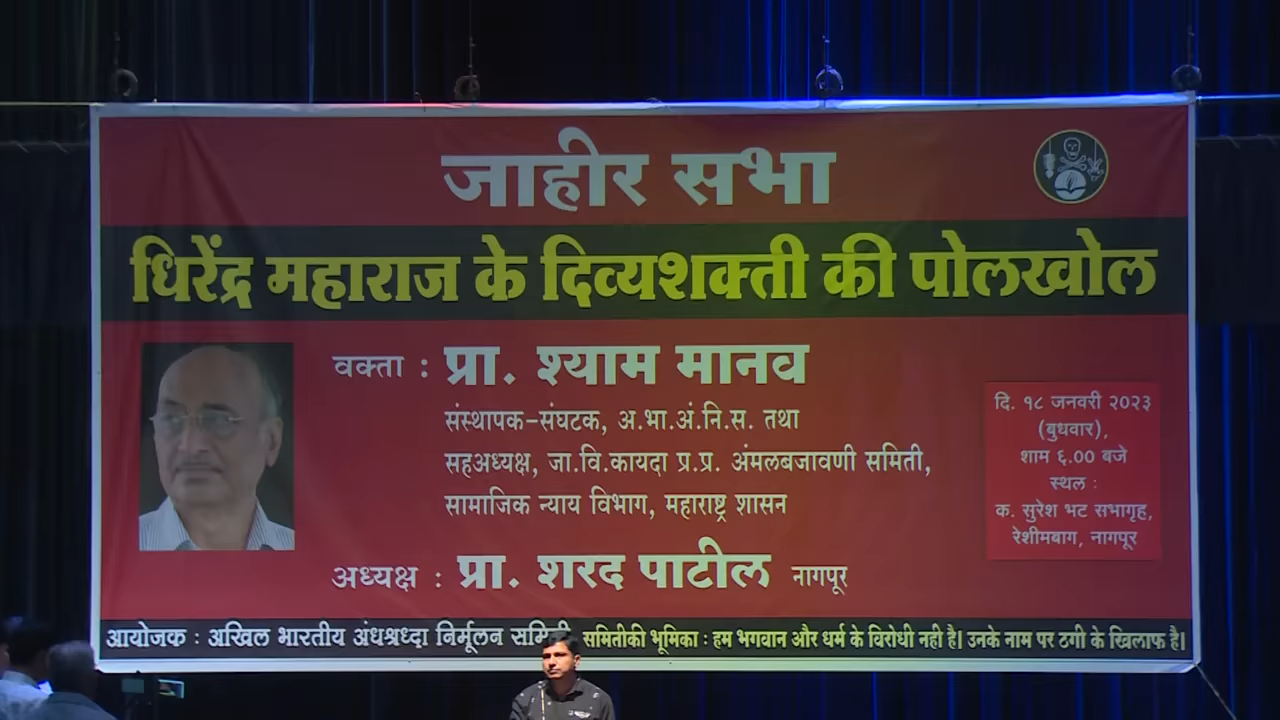 जाहीर सभा
धिरेंद्र महाराज के दिव्यशक्ती की पोलखोल
वक्ता : प्रा. श्याम मानव
संस्थापक-संघटक, अ.भा.अं.नि.स. तथा
सहअध्यक्ष, जा.वि.कायदा प्र.प्र. अंमलबजावणी समिती,
सामाजिक न्याय विभाग, महाराष्ट्र शासन
अध्यक्ष : प्रा. शरद पाटील नागपूर
दि. १८ जनवरी २०२३
(बुधवार),
शाम ६.०० बजे
स्थल :
क. सुरेश भट सभागृह,
रेशीमबाग, नागपूर
आयोजक : अखिल भारतीय अंधश्रध्दा निर्मूलन समिती समितीकी भूमिका : हम भगवान और धर्म के विरोधी नही है। उनके नाम पर ठगी के खिलाफ है।